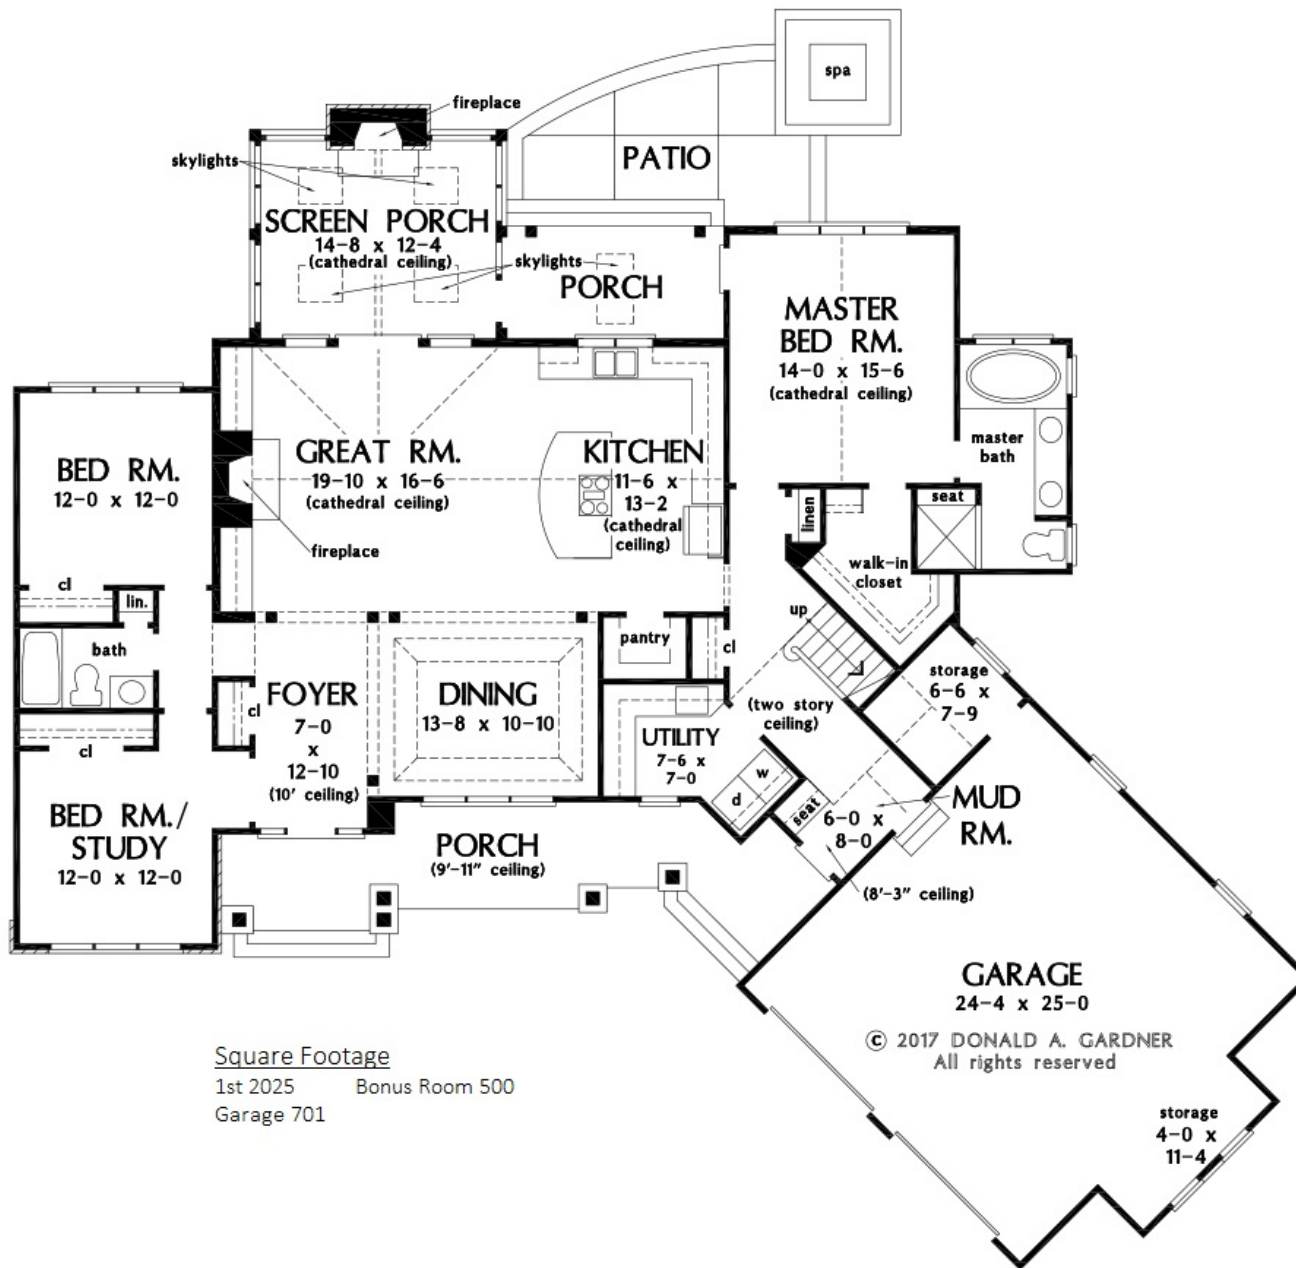 spa
fireplace
skylights
PATIO
SCREEN PORCH
14-8 x 12-4
(cathedral ceiling)
skylights
PORCH
MASTER
BED RM.
14-0 x 15-6
(cathedral ceiling)
BED RM.
12-0 x 12-0
GREAT RM.
19-10 x 16-6
(cathedral ceiling)
fireplace
KITCHEN
11-6 x
13-2
(cathedral
ceiling)
master
bath
seat
linen
walk-in
closet
cl
lin.
bath
up
pantry
cl
storage
6-6 x
7-9
FOYER
7-0
x
12-10
(10' ceiling)
cl
DINING
13-8 x 10-10
(two story
ceiling)
UTILITY
7-6 x
7-0
w
d
cl
BED RM./
STUDY
12-0 x 12-0
PORCH
(9'-11" ceiling)
seat
6-0 x
8-0
MUD
RM.
(8'-3" ceiling)
GARAGE
24-4 x 25-0
© 2017 DONALD A. GARDNER
All rights reserved
storage
4-0 x
11-4
Square Footage
1st 2025 Bonus Room 500
Garage 701